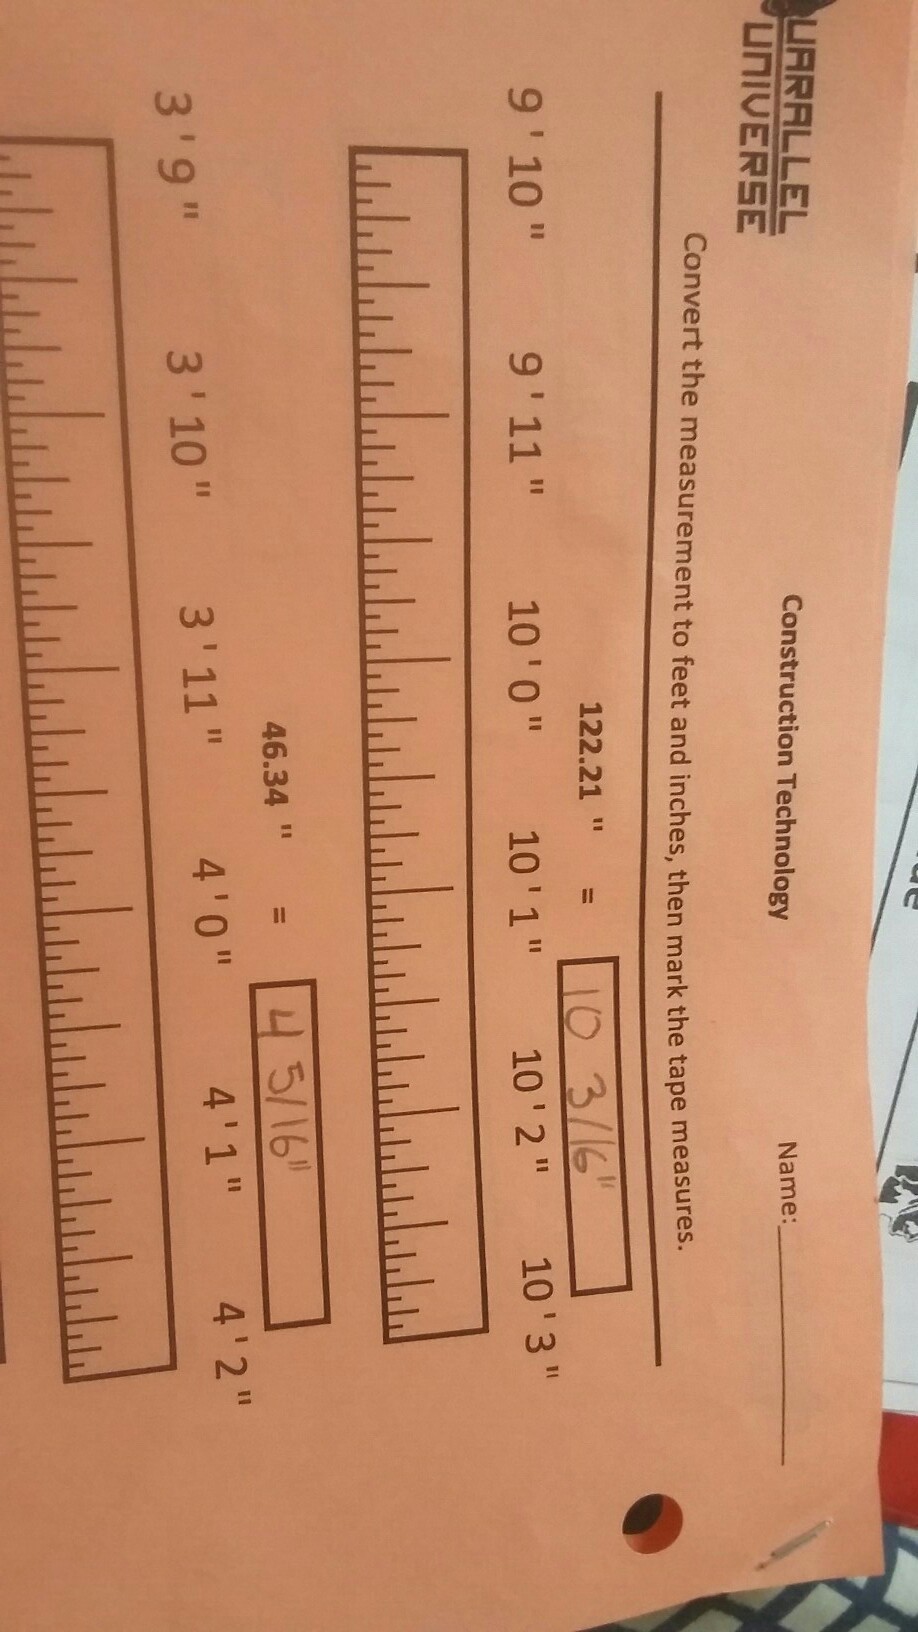 QUARALLEL
UNIVERSE
Construction Technology
Name:
Convert the measurement to feet and inches, then mark the tape measures.
122.21 " = 10 3/16"
9 ' 10 " 9 ' 11 " 10 ' 0 " 10 ' 1 " 10 ' 2 " 10 ' 3 "
46.34 " = 4 5/16"
3 ' 9 " 3 ' 10 " 3 ' 11 " 4 ' 0 " 4 ' 1 " 4 ' 2 "